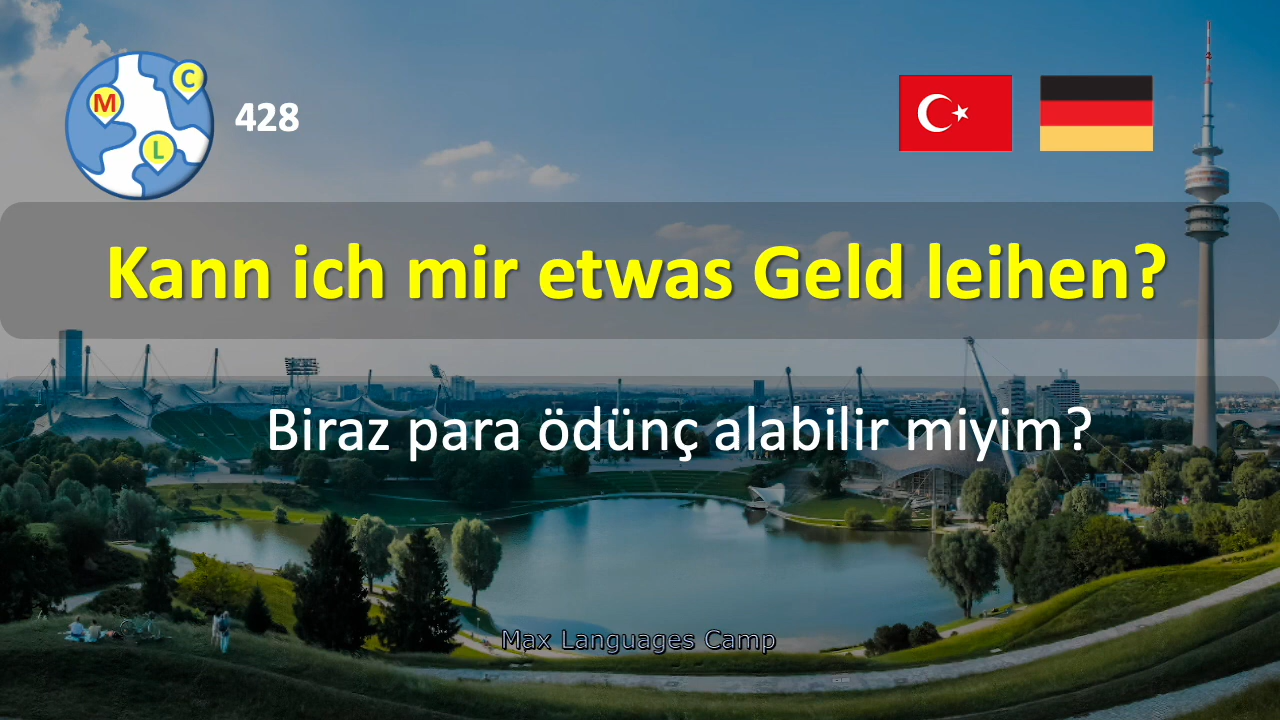 M
C
L
428
Kann ich mir etwas Geld leihen?
Biraz para ödünç alabilir miyim?
Max Languages Camp